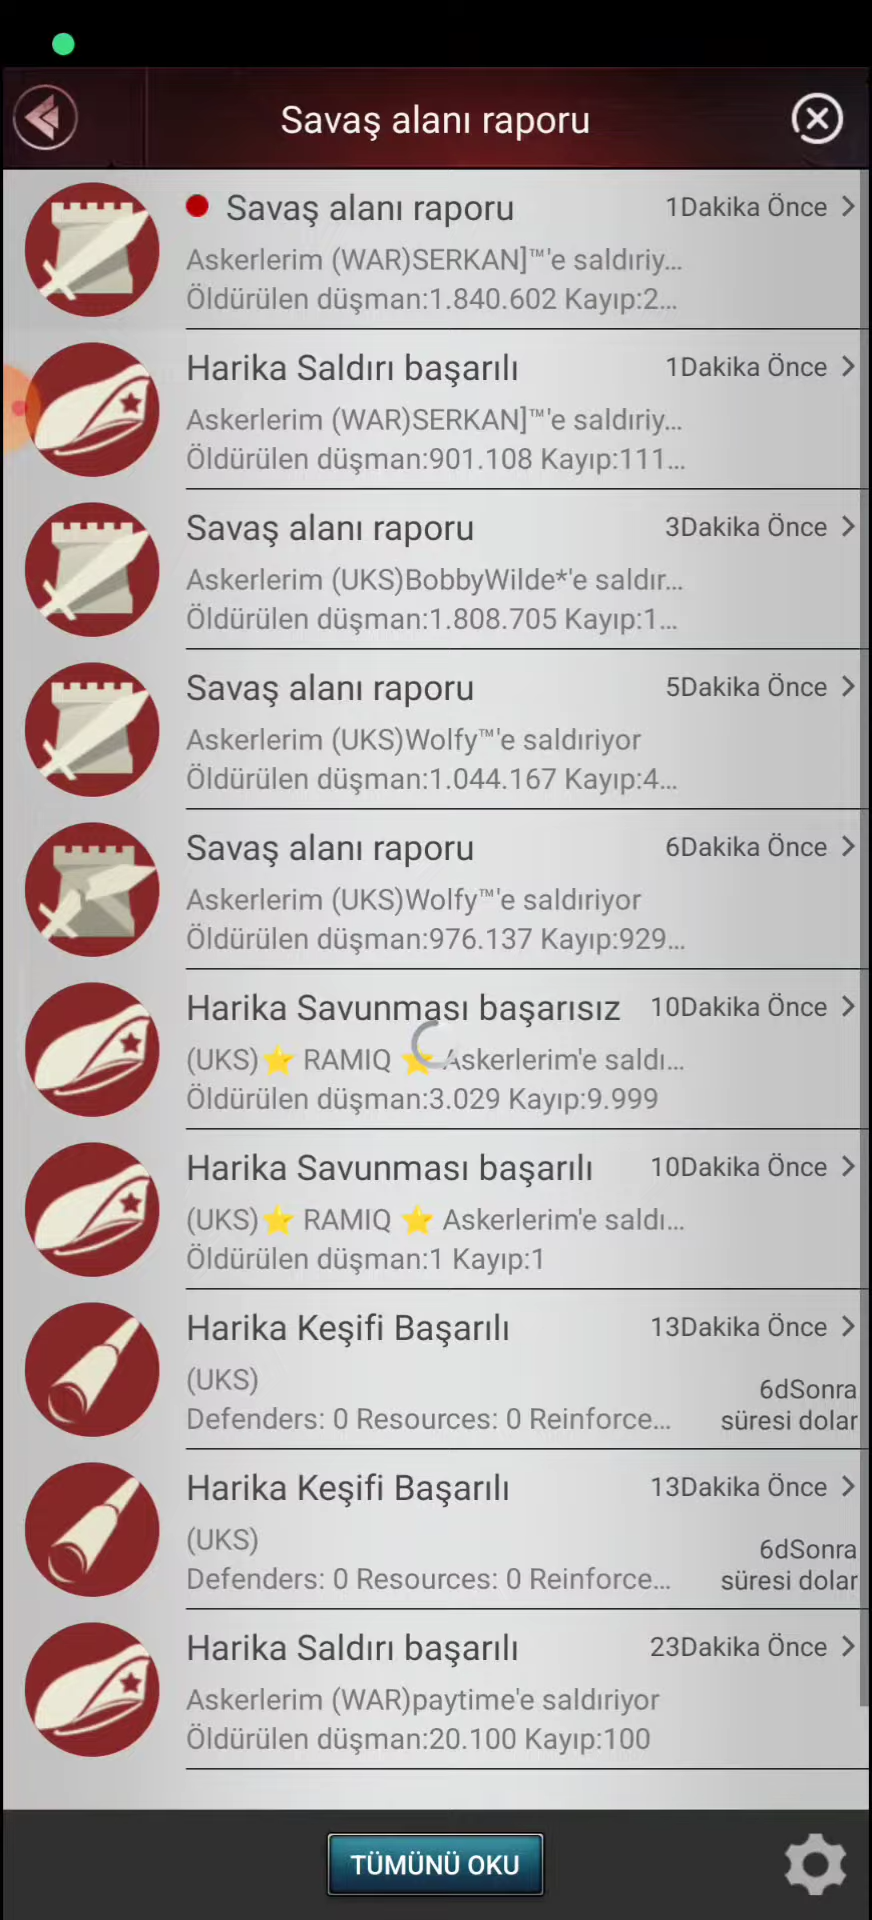 Savaş alanı raporu
Savaş alanı raporu 1Dakika Önce
Askerlerim (WAR)SERKAN]™'e saldırıy...
Öldürülen düşman:1.840.602 Kayıp:2...
Harika Saldırı başarılı 1Dakika Önce
Askerlerim (WAR)SERKAN]™'e saldırıy...
Öldürülen düşman:901.108 Kayıp:111...
Savaş alanı raporu 3Dakika Önce
Askerlerim (UKS)BobbyWilde*'e saldır...
Öldürülen düşman:1.808.705 Kayıp:1...
Savaş alanı raporu 5Dakika Önce
Askerlerim (UKS)Wolfy™'e saldırıyor
Öldürülen düşman:1.044.167 Kayıp:4...
Savaş alanı raporu 6Dakika Önce
Askerlerim (UKS)Wolfy™'e saldırıyor
Öldürülen düşman:976.137 Kayıp:929...
Harika Savunması başarısız 10Dakika Önce
(UKS)⭐ RAMIQ ⭐ Askerlerim'e saldı...
Öldürülen düşman:3.029 Kayıp:9.999
Harika Savunması başarılı 10Dakika Önce
(UKS)⭐ RAMIQ ⭐ Askerlerim'e saldı...
Öldürülen düşman:1 Kayıp:1
Harika Keşifi Başarılı 13Dakika Önce
(UKS)
Defenders: 0 Resources: 0 Reinforce...
6dSonra
süresi dolar
Harika Keşifi Başarılı 13Dakika Önce
(UKS)
Defenders: 0 Resources: 0 Reinforce...
6dSonra
süresi dolar
Harika Saldırı başarılı 23Dakika Önce
Askerlerim (WAR)paytime'e saldırıyor
Öldürülen düşman:20.100 Kayıp:100
TÜMÜNÜ OKU